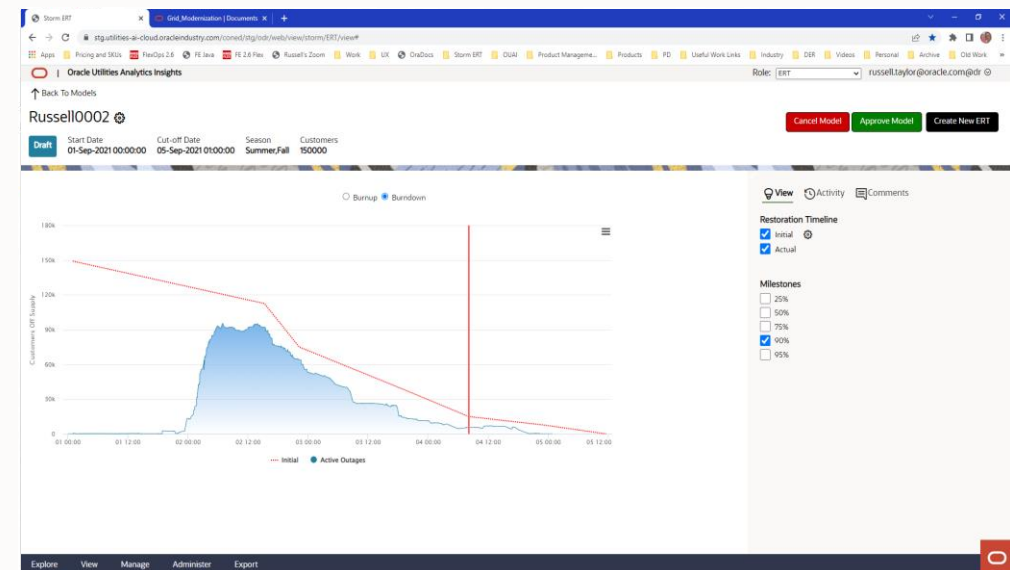 Storm ERT
Grid_Modernization | Documents
stg.utilities-ai-cloud.oracleindustry.com/coned/stg/odr/web/view/storm/ERT/view#
Apps Pricing and SKUs FlexOps 2.6 FE Java FE 2.6 Flex Russell's Zoom Work UX OraDocs Storm ERT OUAI Product Manageme... Products PD Useful Work Links Industry DER Videos Personal Archive Old Work »
| Oracle Utilities Analytics Insights Role: ERT russell.taylor@oracle.com@dr
Back To Models
Russell0002
Cancel Model Approve Model Create New ERT
Draft
Start Date Cut-off Date Season Customers
01-Sep-2021 00:00:00 05-Sep-2021 01:00:00 Summer,Fall 150000
Burnup Burndown
View Activity Comments
Restoration Timeline
Initial
Actual
Milestones
25%
50%
75%
90%
95%
Customers Off Supply
180k
150k
120k
90k
60k
30k
0
01 00:00 01 12:00 02 00:00 02 12:00 03 00:00 03 12:00 04 00:00 04 12:00 05 00:00 05 12:00
Initial Active Outages
Explore View Manage Administer Export